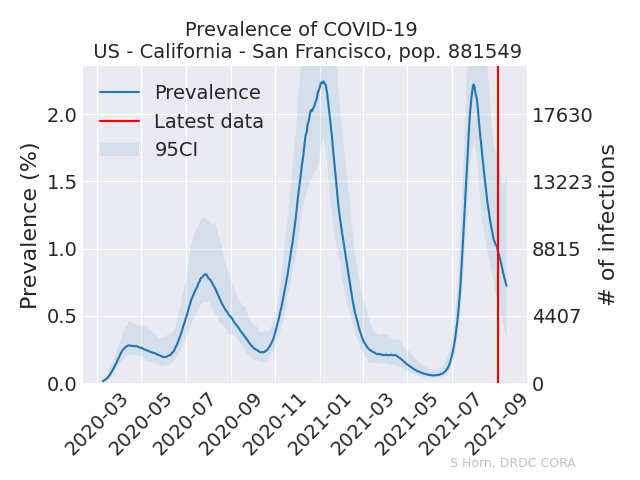 Prevalence of COVID-19
US - California - San Francisco, pop. 881549
Prevalence
Latest data
95CI
Prevalence (%)
2.0
1.5
1.0
0.5
0.0
17630
13223
8815
4407
0
# of infections
2020-03
2020-05
2020-07
2020-09
2020-11
2021-01
2021-03
2021-05
2021-07
2021-09
S Horn, DRDC CORA